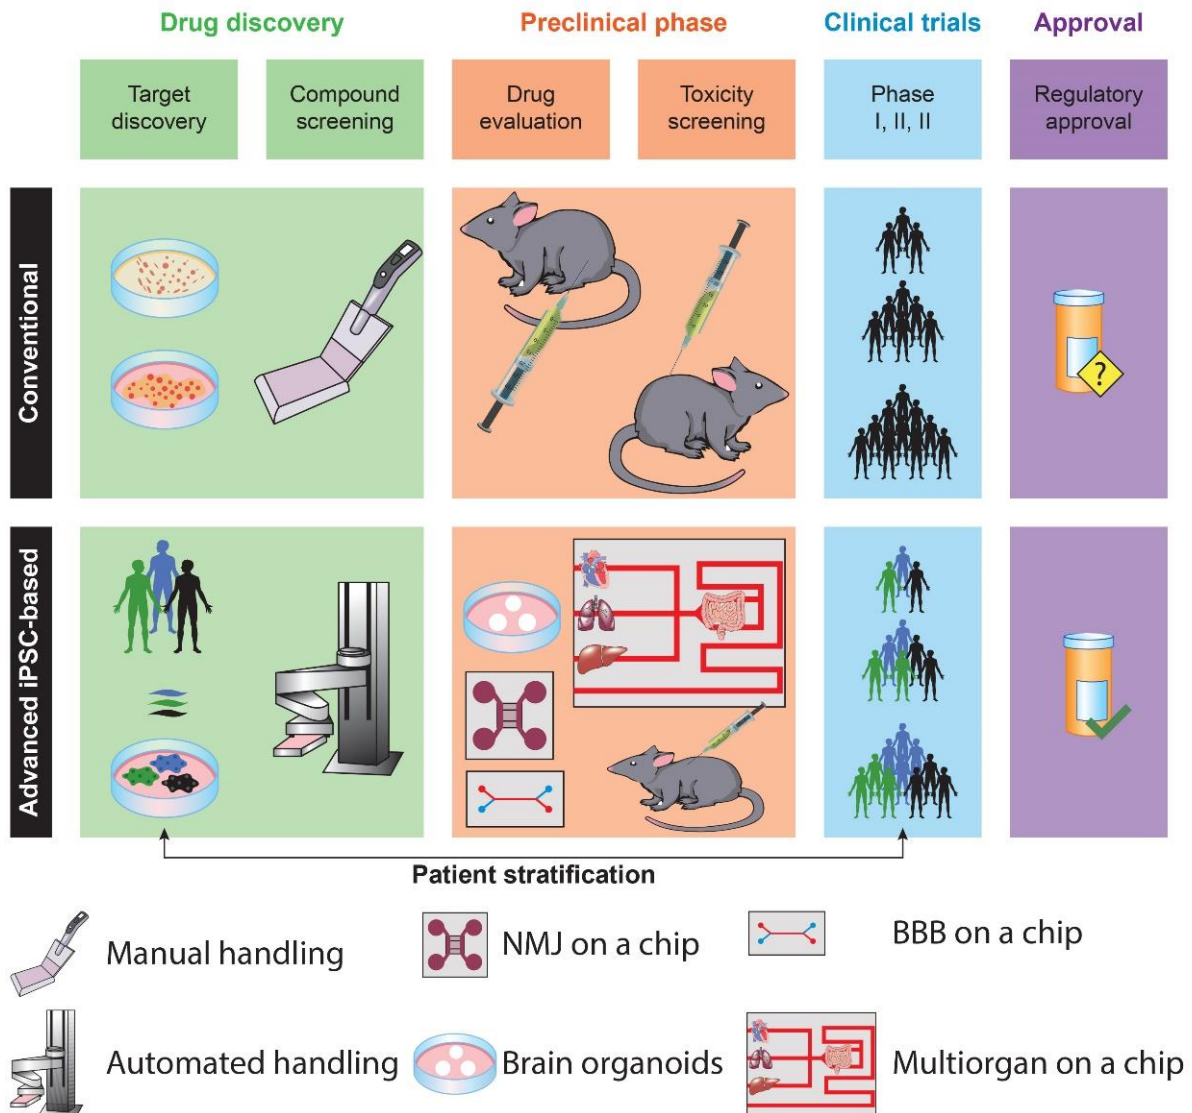 Drug discovery
Preclinical phase
Clinical trials
Approval
Target
discovery
Compound
screening
Drug
evaluation
Toxicity
screening
Phase
I, II, II
Regulatory
approval
Conventional
?
Advanced iPSC-based
Patient stratification
Manual handling
NMJ on a chip
BBB on a chip
Automated handling
Brain organoids
Multiorgan on a chip